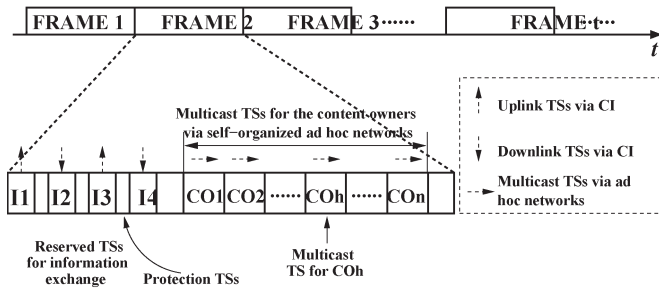 FRAME 1 FRAME 2 FRAME 3 ······ FRAME t ······
t
Multicast TSs for the content owners
via self-organized ad hoc networks
Uplink TSs via CI
Downlink TSs via CI
Multicast TSs via ad
hoc networks
I1 I2 I3 I4 CO1 CO2 ······ COh ······ COn
Reserved TSs
for information
exchange
Protection TSs
Multicast
TS for COh